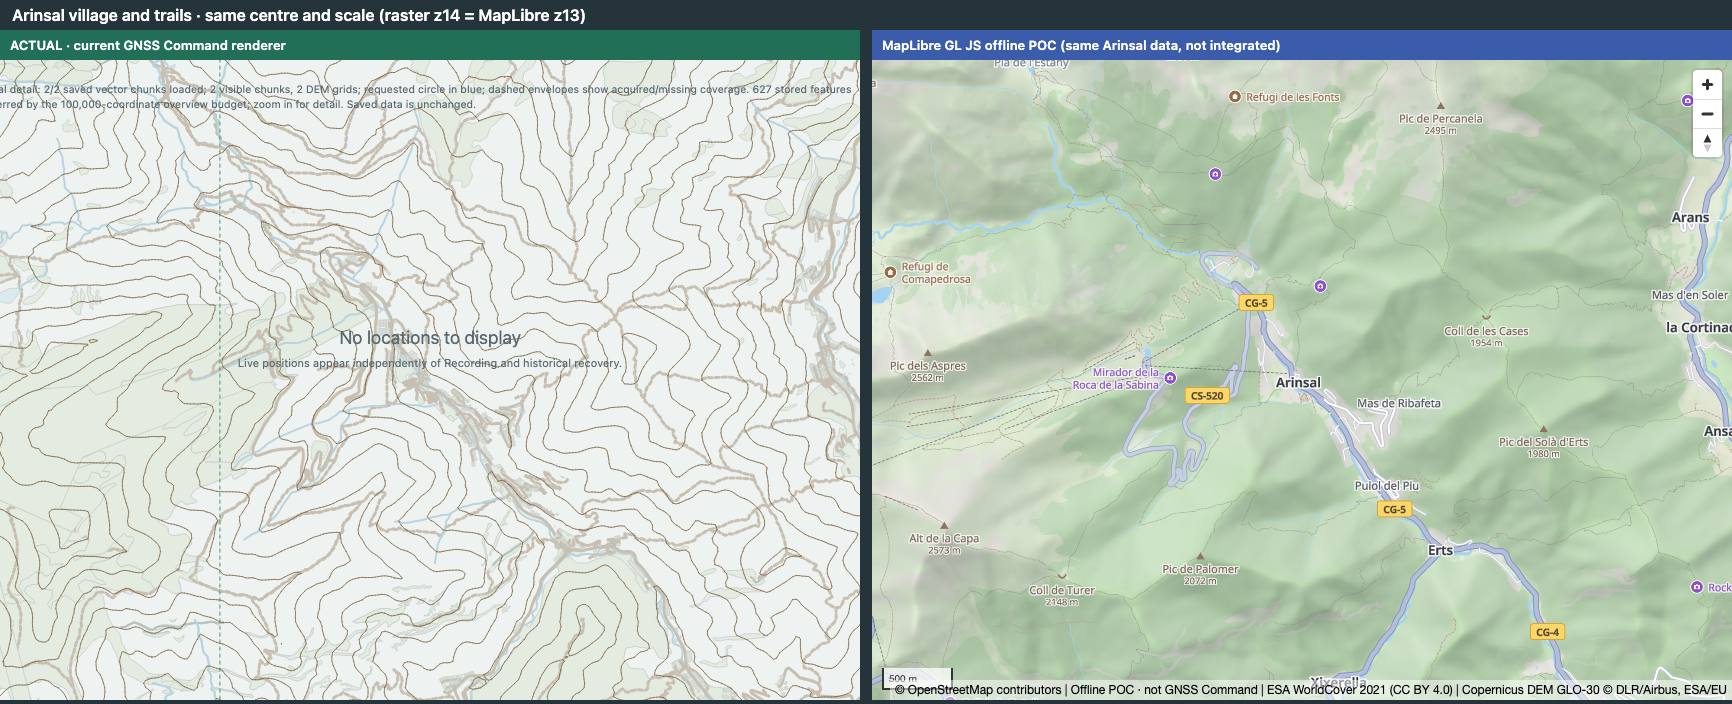 Arinsal village and trails · same centre and scale (raster z14 = MapLibre z13)
ACTUAL · current GNSS Command renderer
al detail: 2/2 saved vector chunks loaded; 2 visible chunks, 2 DEM grids; requested circle in blue; dashed envelopes show acquired/missing coverage. 627 stored features
erred by the 100,000-coordinate overview budget; zoom in for detail. Saved data is unchanged.
No locations to display
Live positions appear independently of Recording and historical recovery.
MapLibre GL JS offline POC (same Arinsal data, not integrated)
Pla de l'Estany
a
Refugi de les Fonts
Pic de Percanela
2495 m
Arans
Refugi de
Comapedrosa
CG-5
Mas d'en Soler
la Cortinad
Coll de les Cases
1954 m
Pic dels Aspres
2562 m
Mirador de la
Roca de la Sabina
Arinsal
CS-520
Mas de Ribafeta
Ansa
Pic del Solà d'Erts
1980 m
Puiol del Piu
CG-5
Alt de la Capa
2573 m
Erts
Pic de Palomer
2072 m
Coll de Turer
2148 m
Rock
CG-4
500 m
Xixerella
© OpenStreetMap contributors | Offline POC · not GNSS Command | ESA WorldCover 2021 (CC BY 4.0) | Copernicus DEM GLO-30 © DLR/Airbus, ESA/EU